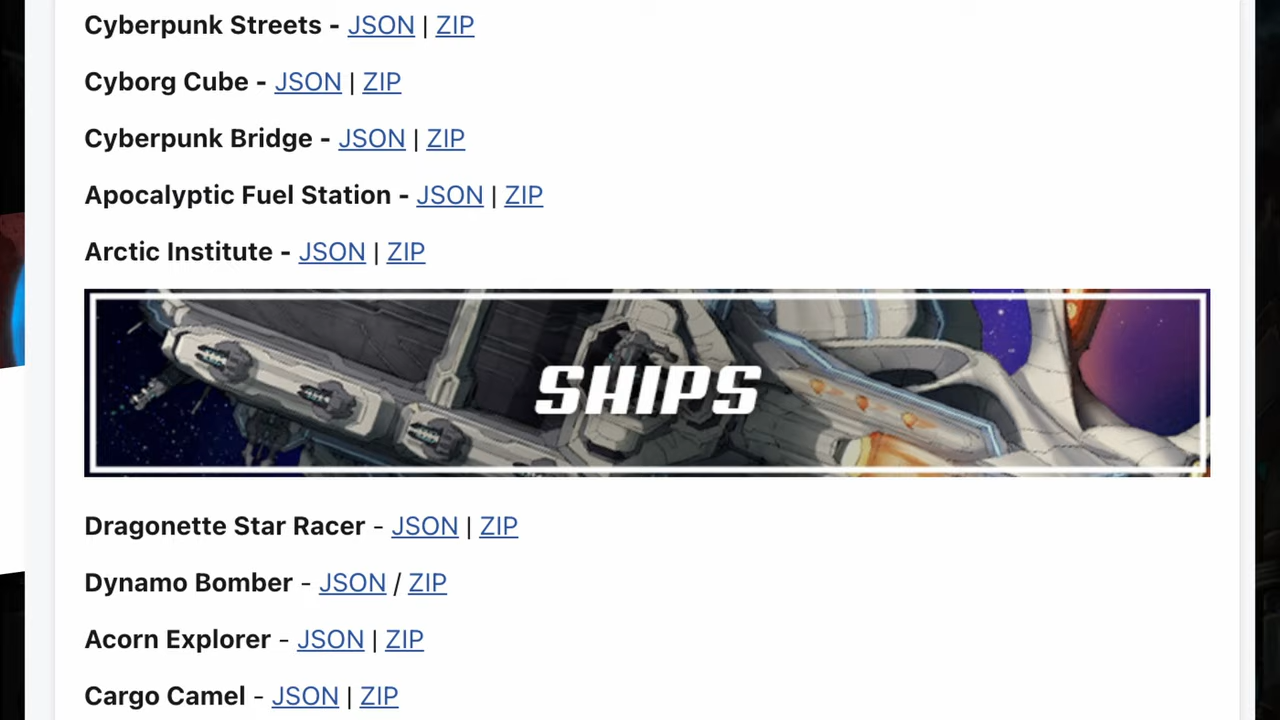 Cyberpunk Streets - JSON | ZIP
Cyborg Cube - JSON | ZIP
Cyberpunk Bridge - JSON | ZIP
Apocalyptic Fuel Station - JSON | ZIP
Arctic Institute - JSON | ZIP
SHIPS
Dragonette Star Racer - JSON | ZIP
Dynamo Bomber - JSON / ZIP
Acorn Explorer - JSON | ZIP
Cargo Camel - JSON | ZIP